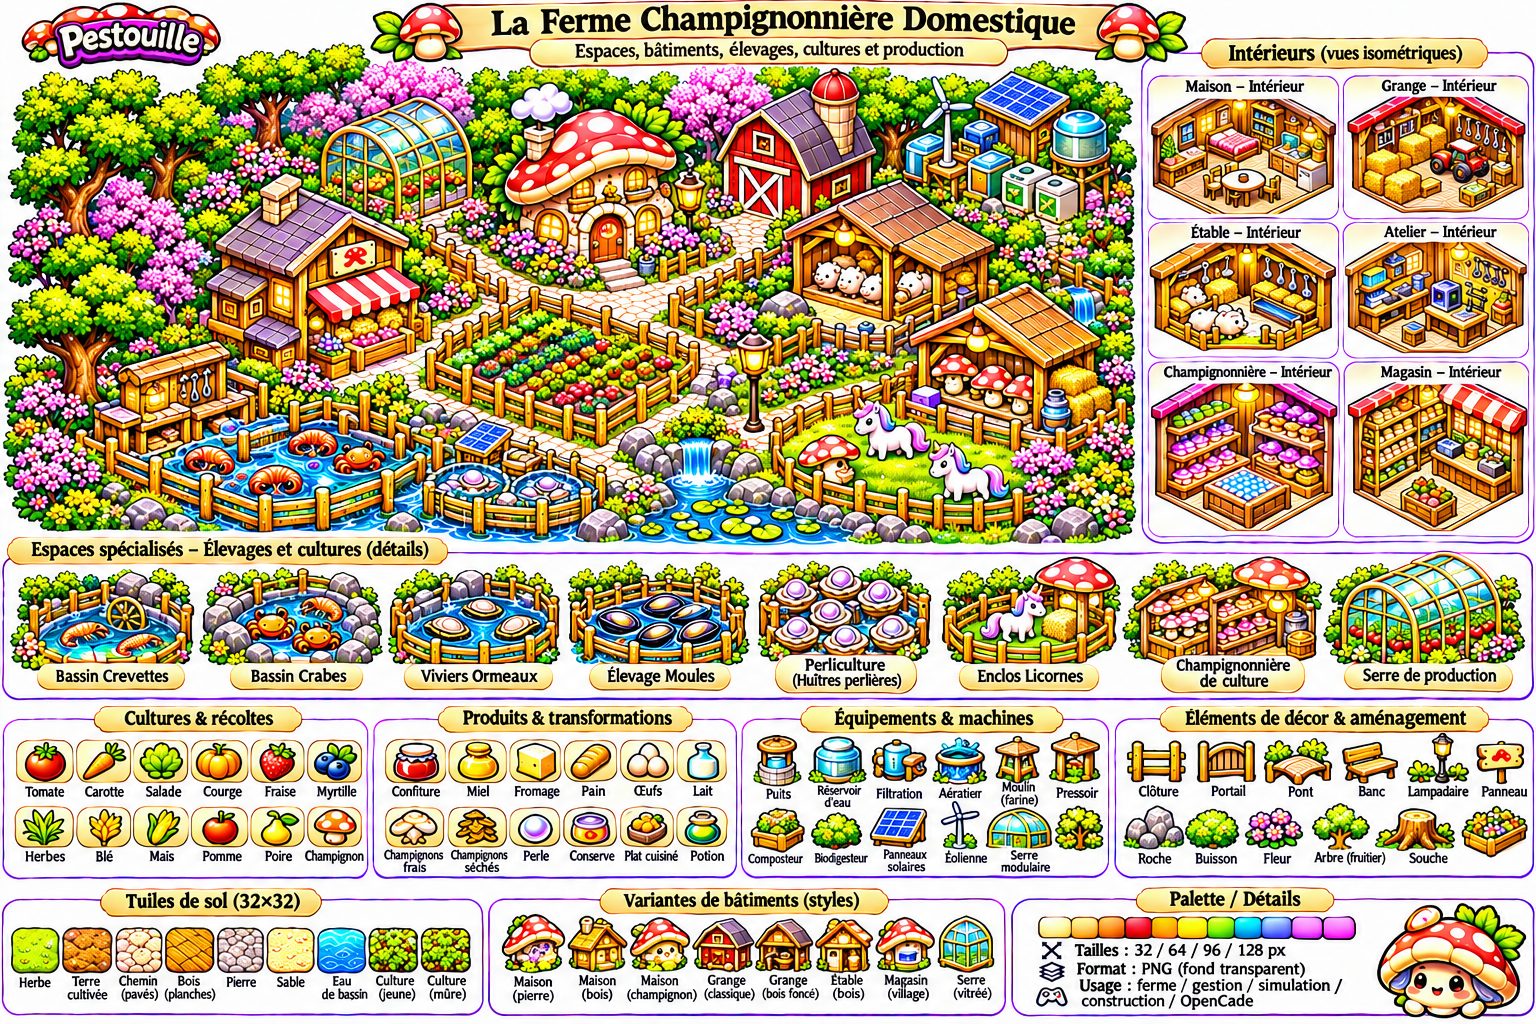 Pestouille
La Ferme Champignonnière Domestique
Espaces, bâtiments, élevages, cultures et production
Intérieurs (vues isométriques)
Maison – Intérieur
Grange – Intérieur
Étable – Intérieur
Atelier – Intérieur
Champignonnière – Intérieur
Magasin – Intérieur
Espaces spécialisés – Élevages et cultures (détails)
Bassin Crevettes
Bassin Crabes
Viviers Ormeaux
Élevage Moules
Perliculture
(Huîtres perlières)
Enclos Licornes
Champignonnière
de culture
Serre de production
Cultures & récoltes
Tomate
Carotte
Salade
Courge
Fraise
Myrtille
Herbes
Blé
Maïs
Pomme
Poire
Champignon
Produits & transformations
Confiture
Miel
Fromage
Pain
Œufs
Lait
Champignons
frais
Champignons
séchés
Perle
Conserve
Plat cuisiné
Potion
Équipements & machines
Puits
Réservoir
d'eau
Filtration
Aératier
Moulin
(farine)
Pressoir
Composteur
Biodigesteur
Panneaux
solaires
Éolienne
Serre
modulaire
Éléments de décor & aménagement
Clôture
Portail
Pont
Banc
Lampadaire
Panneau
Roche
Buisson
Fleur
Arbre (fruitier)
Souche
Tuiles de sol (32×32)
Herbe
Terre
cultivée
Chemin
(pavés)
Bois
(planches)
Pierre
Sable
Eau
de bassin
Culture
(jeune)
Culture
(mûre)
Variantes de bâtiments (styles)
Maison
(pierre)
Maison
(bois)
Maison
(champignon)
Grange
(classique)
Grange
(bois foncé)
Étable
(bois)
Magasin
(village)
Serre
(vitrée)
Palette / Détails
Tailles : 32 / 64 / 96 / 128 px
Format : PNG (fond transparent)
Usage : ferme / gestion / simulation /
construction / OpenCade